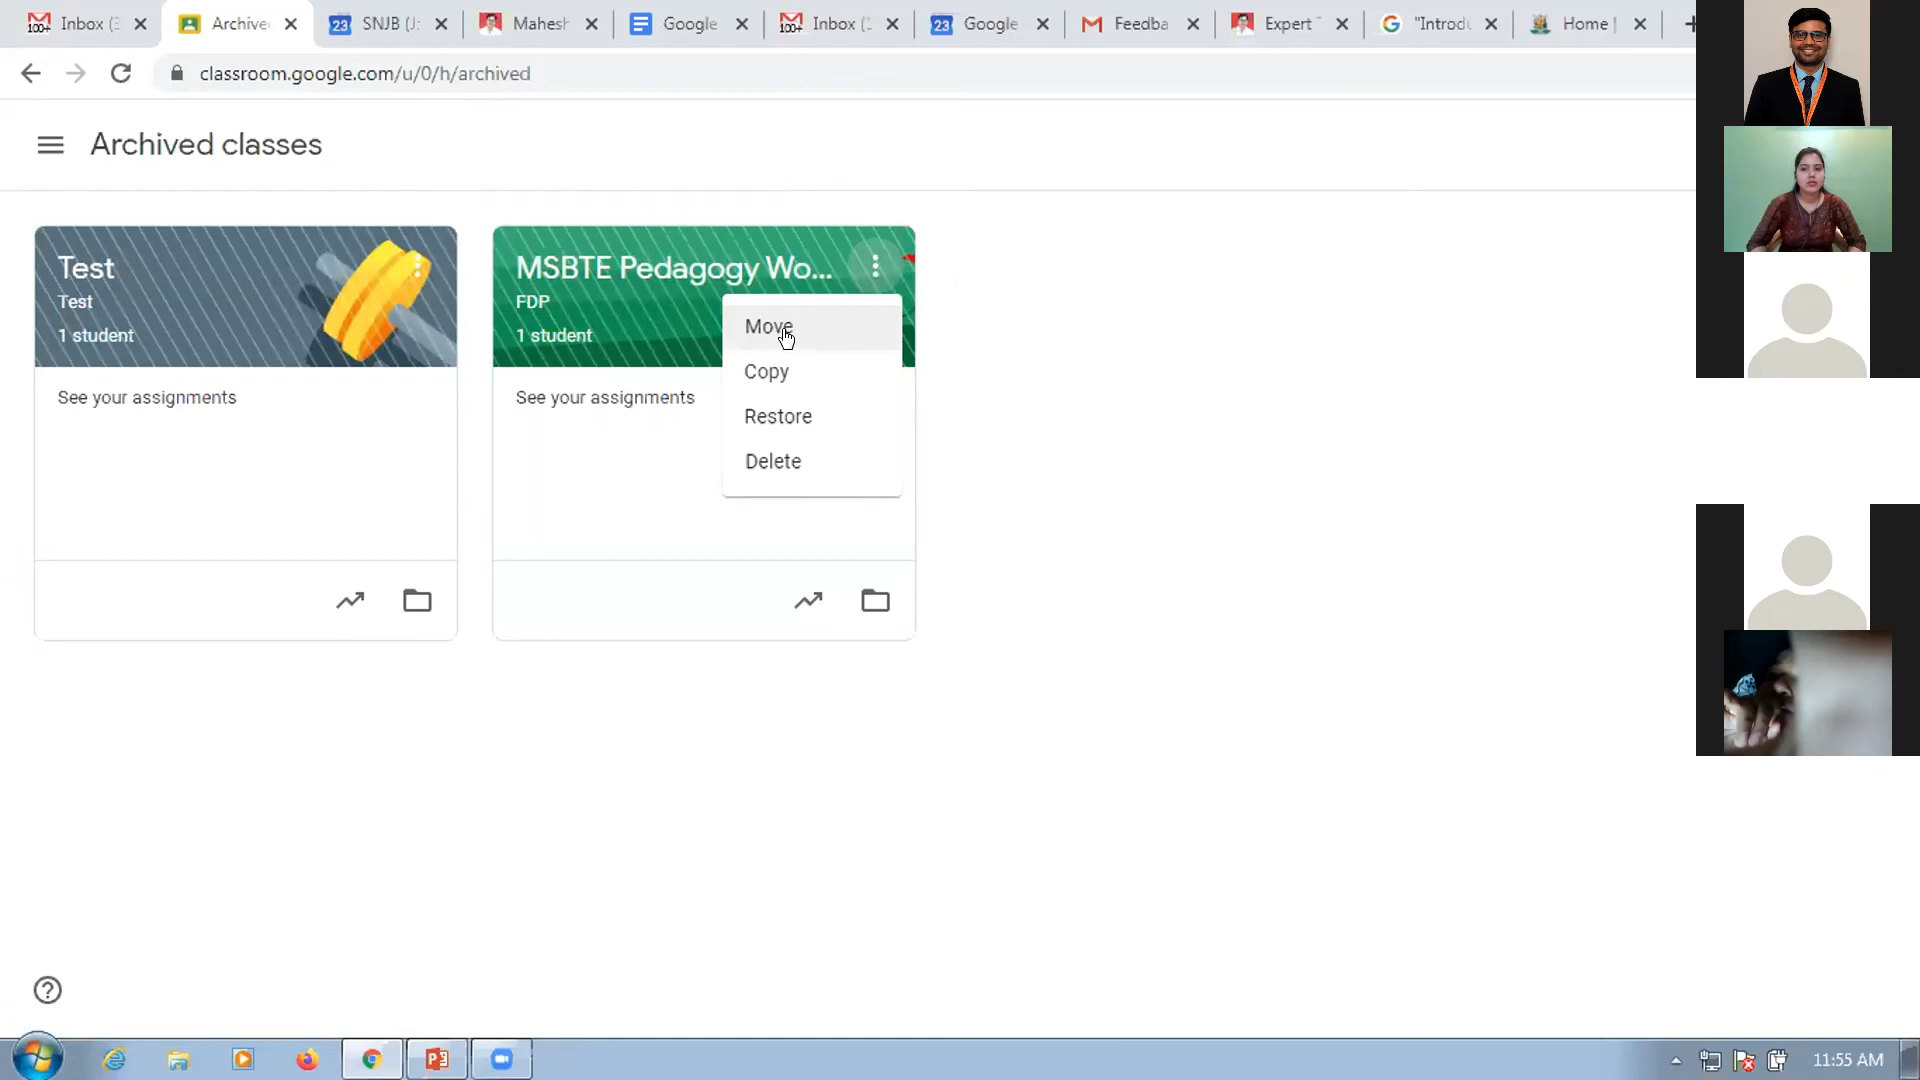 Inbox (3
Archive
SNJB (J
Mahesh
Google
Inbox (
Google
Feedba
Expert T
"Introdu
Home |
classroom.google.com/u/0/h/archived
Archived classes
Test
Test
1 student
See your assignments
MSBTE Pedagogy Wo...
FDP
1 student
See your assignments
Move
Copy
Restore
Delete
11:55 AM